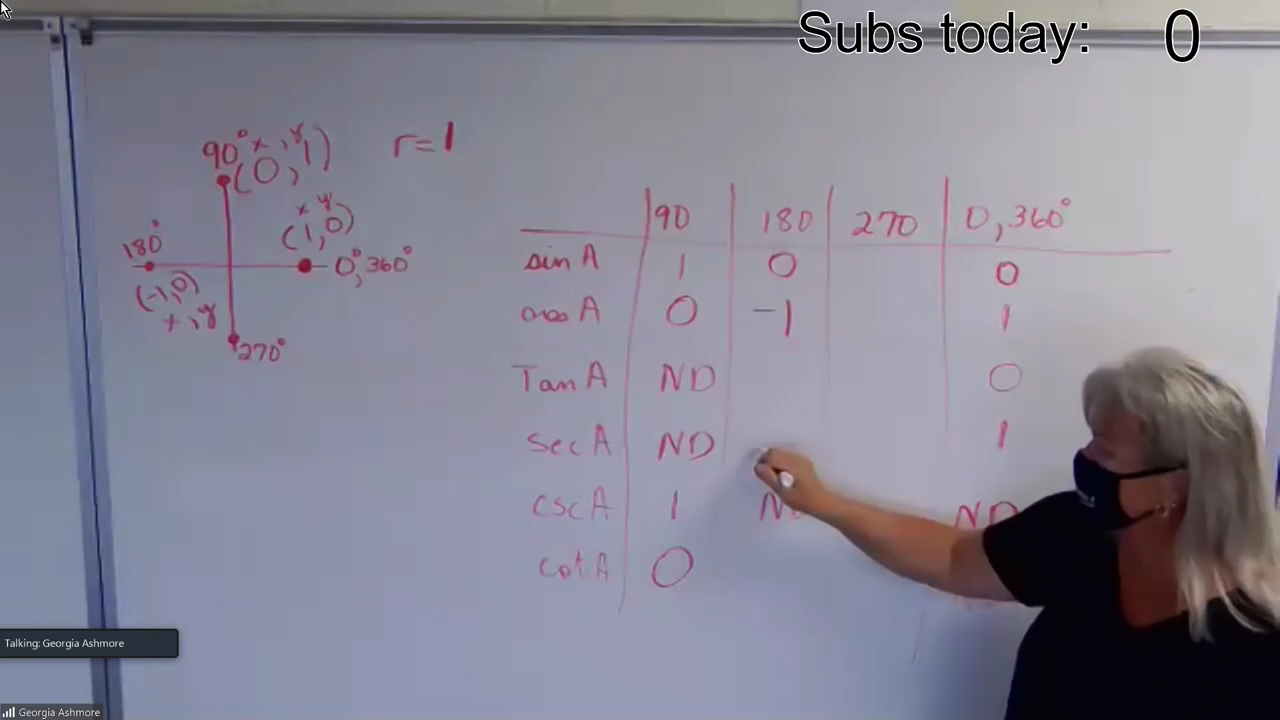 Subs today: 0
90° x, y
(0, 1)
r=1
x y
(1, 0)
180°
0°, 360°
(-1, 0)
x, y
270°
90 180 270 0, 360°
sin A 1 0 0
cos A 0 -1 1
Tan A ND 0
sec A ND 1
csc A 1 ND
cot A 0
Talking: Georgia Ashmore
Georgia Ashmore